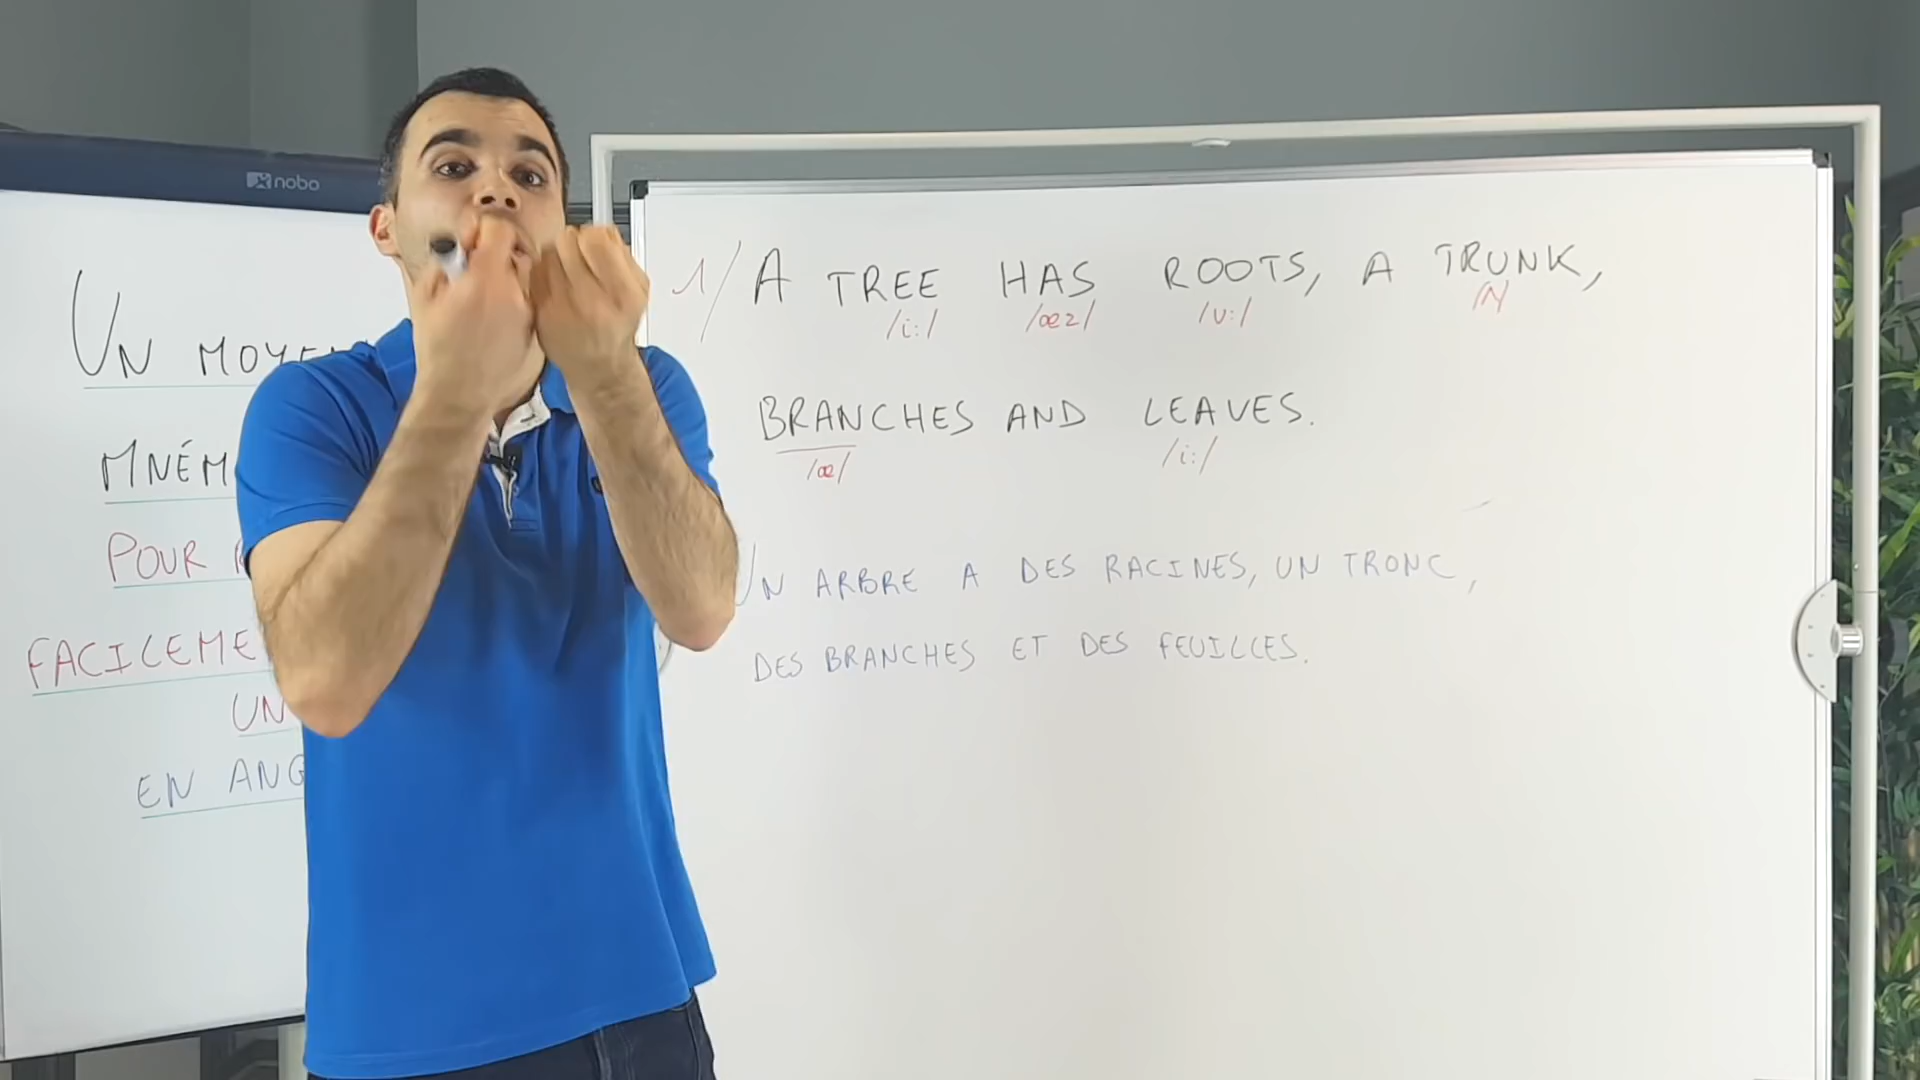 nobo
UN MOYEN
MNÉM
POUR
FACILEME
UN
EN ANG
1/ A TREE HAS ROOTS, A TRUNK,
/i:/ /æz/ /u:/ /ʌ/
BRANCHES AND LEAVES.
/æ/ /i:/
UN ARBRE A DES RACINES, UN TRONC,
DES BRANCHES ET DES FEUILLES.